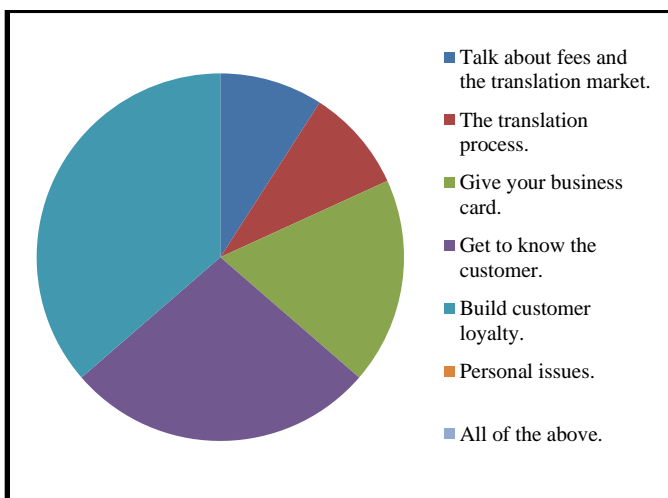 Talk about fees and
the translation market.
The translation
process.
Give your business
card.
Get to know the
customer.
Build customer
loyalty.
Personal issues.
All of the above.